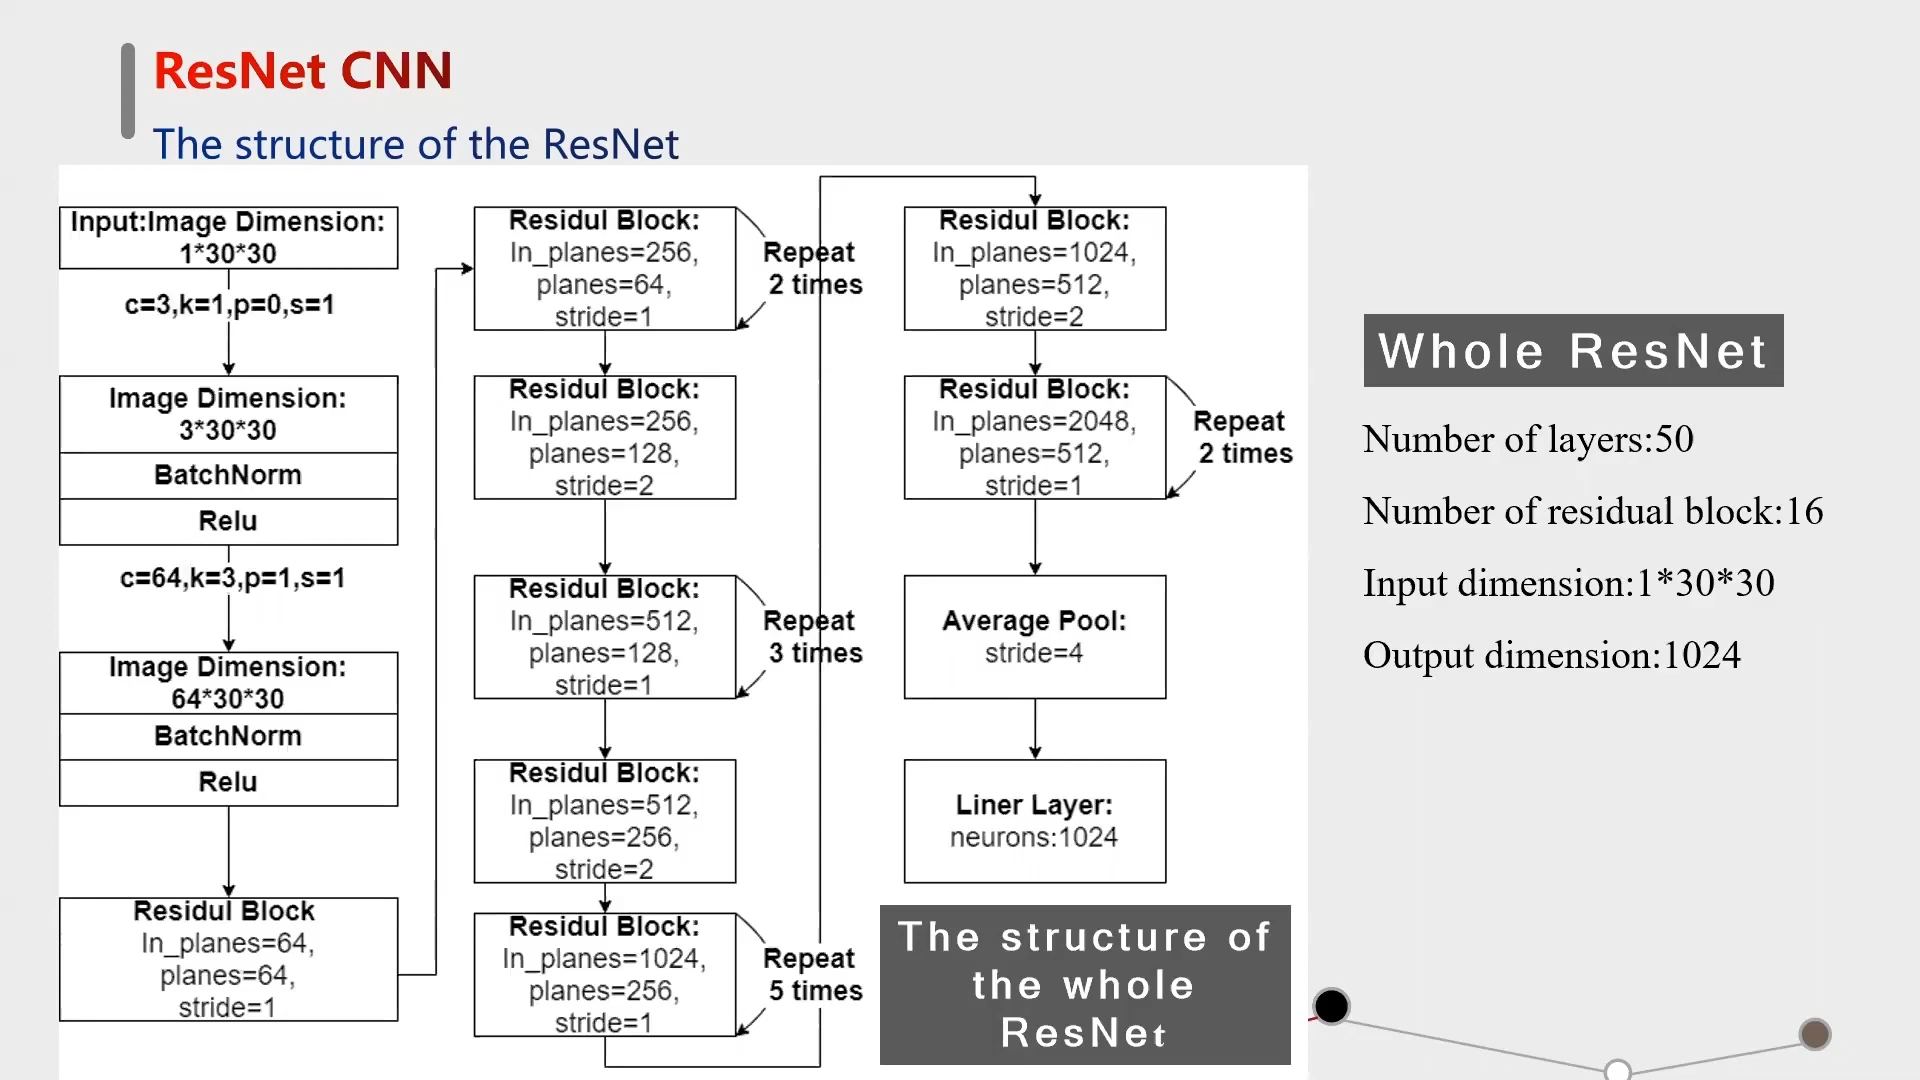 ResNet CNN
The structure of the ResNet
Input:Image Dimension:
1*30*30
c=3,k=1,p=0,s=1
Image Dimension:
3*30*30
BatchNorm
Relu
c=64,k=3,p=1,s=1
Image Dimension:
64*30*30
BatchNorm
Relu
Residul Block
In_planes=64,
planes=64,
stride=1
Residul Block:
In_planes=256,
planes=64,
stride=1
Repeat
2 times
Residul Block:
In_planes=256,
planes=128,
stride=2
Residul Block:
In_planes=512,
planes=128,
stride=1
Repeat
3 times
Residul Block:
In_planes=512,
planes=256,
stride=2
Residul Block:
In_planes=1024,
planes=256,
stride=1
Repeat
5 times
Residul Block:
In_planes=1024,
planes=512,
stride=2
Residul Block:
In_planes=2048,
planes=512,
stride=1
Repeat
2 times
Average Pool:
stride=4
Liner Layer:
neurons:1024
The structure of
the whole
ResNet
Whole ResNet
Number of layers:50
Number of residual block:16
Input dimension:1*30*30
Output dimension:1024